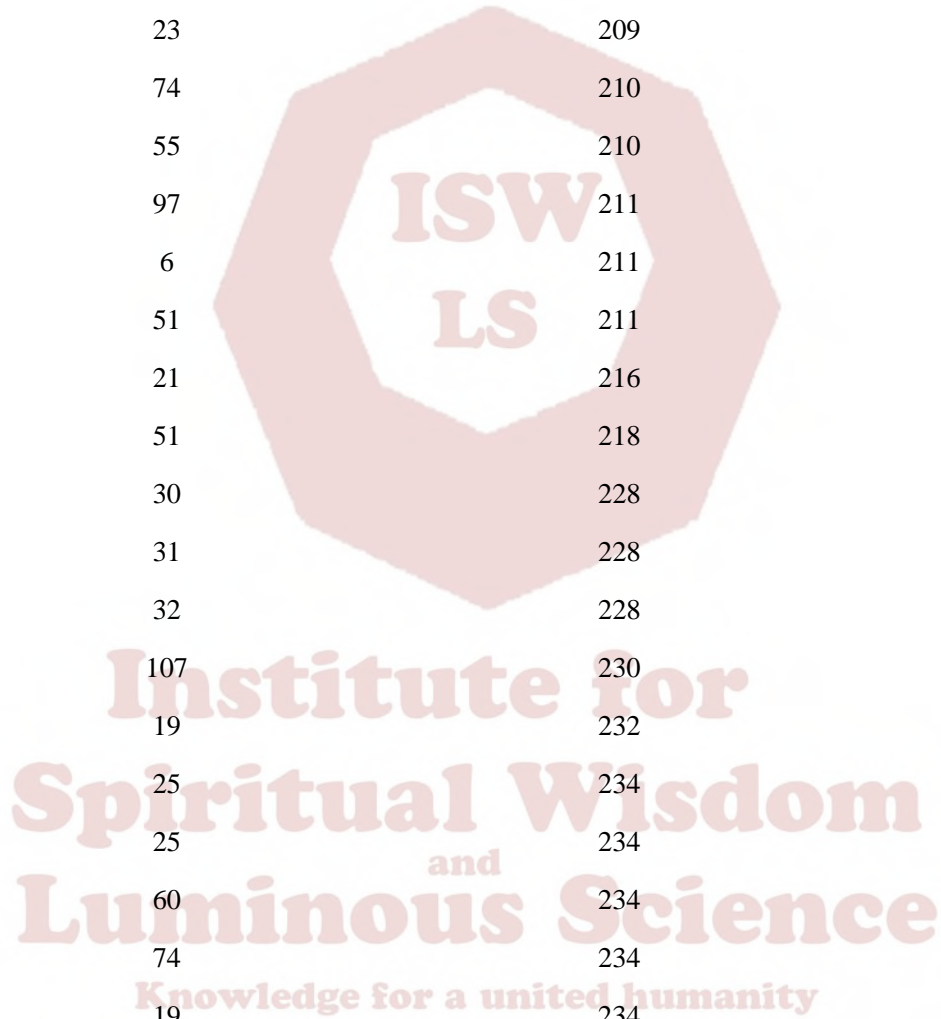 23 209
74 210
55 210
97 211
6 211
51 211
21 216
51 218
30 228
31 228
32 228
107 230
19 232
25 234
25 234
60 234
74 234
19 234
ISW
LS
Institute for
Spiritual Wisdom
and
Luminous Science
Knowledge for a united humanity